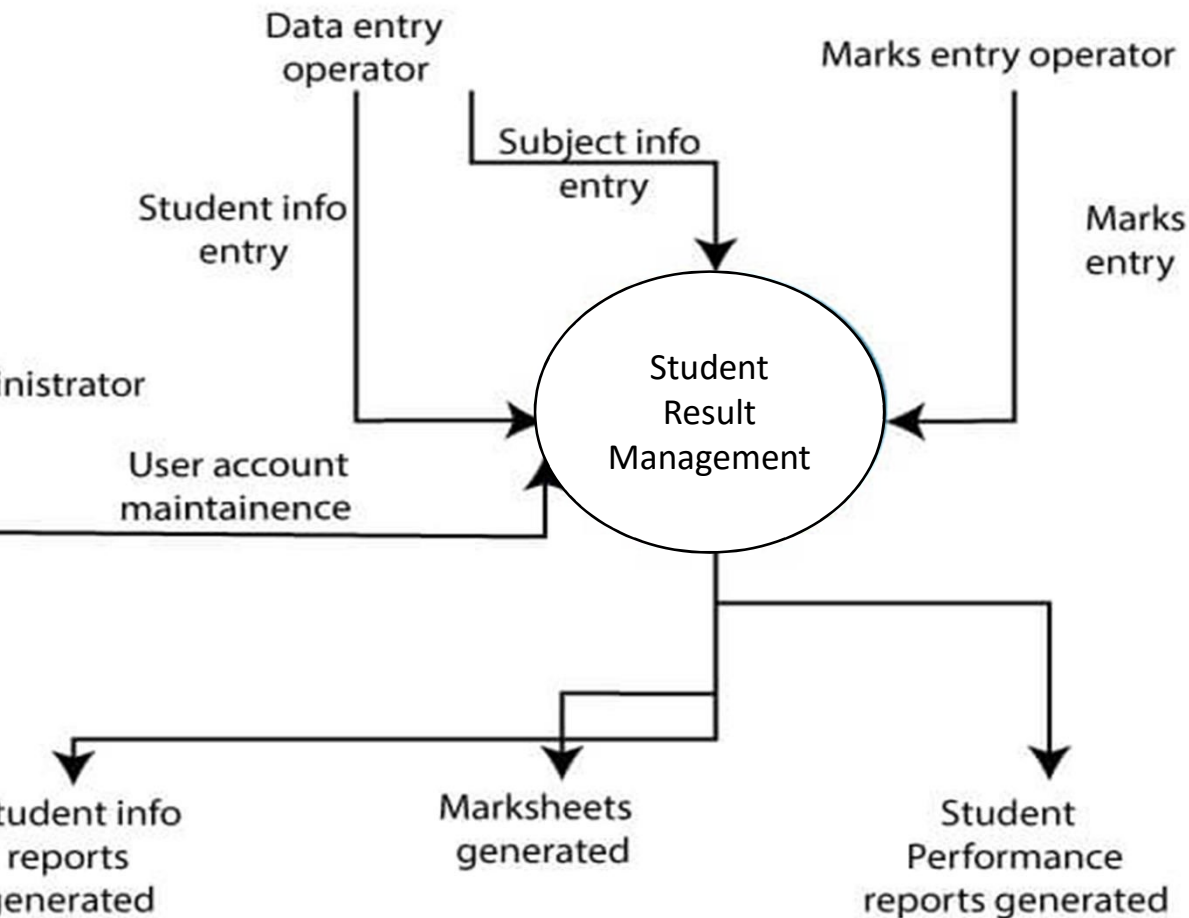 Data entry
operator
Marks entry operator
Subject info
entry
Student info
entry
Marks
entry
Student
Result
Management
inistrator
User account
maintainence
tudent info
reports
generated
Marksheets
generated
Student
Performance
reports generated